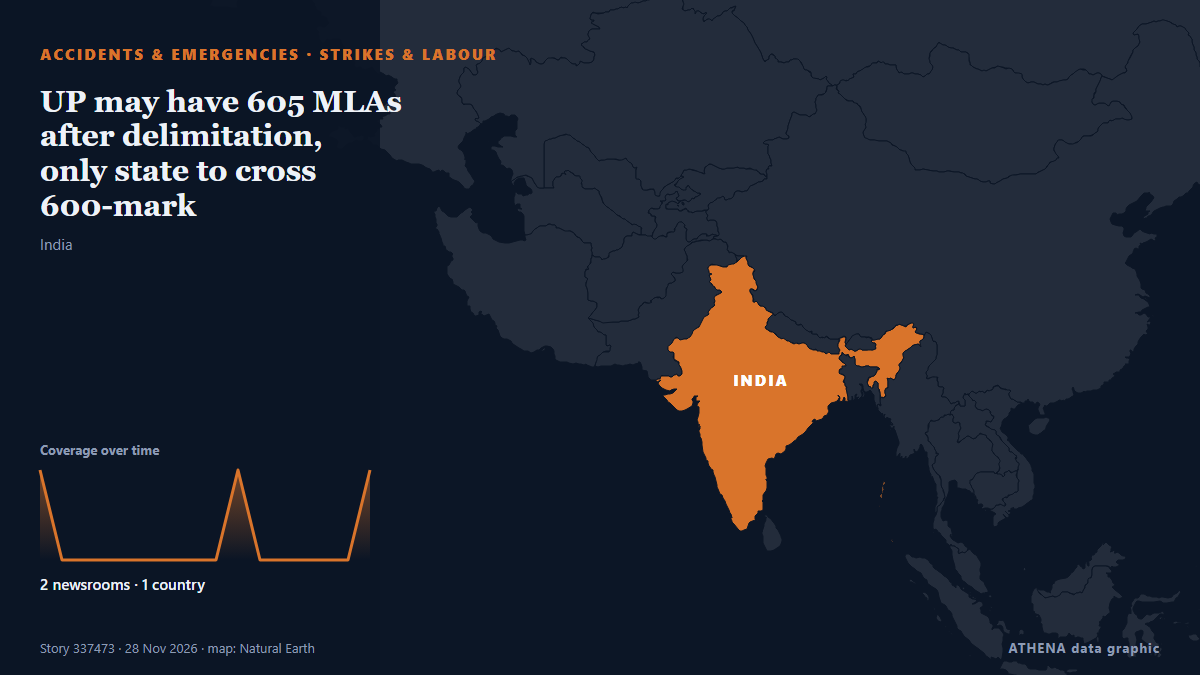 ACCIDENTS & EMERGENCIES · STRIKES & LABOUR
UP may have 605 MLAs
after delimitation,
only state to cross
600-mark
India
INDIA
Coverage over time
2 newsrooms · 1 country
Story 337473 · 28 Nov 2026 · map: Natural Earth
ATHENA data graphic